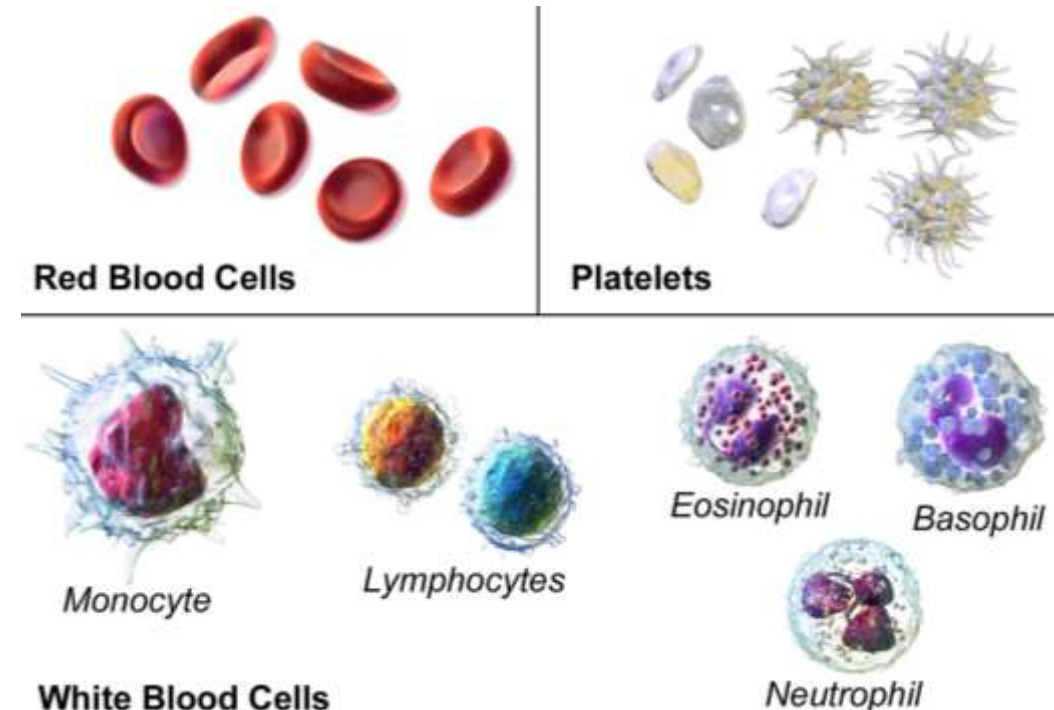 Red Blood Cells
Platelets
Monocyte
Lymphocytes
Eosinophil
Basophil
Neutrophil
White Blood Cells